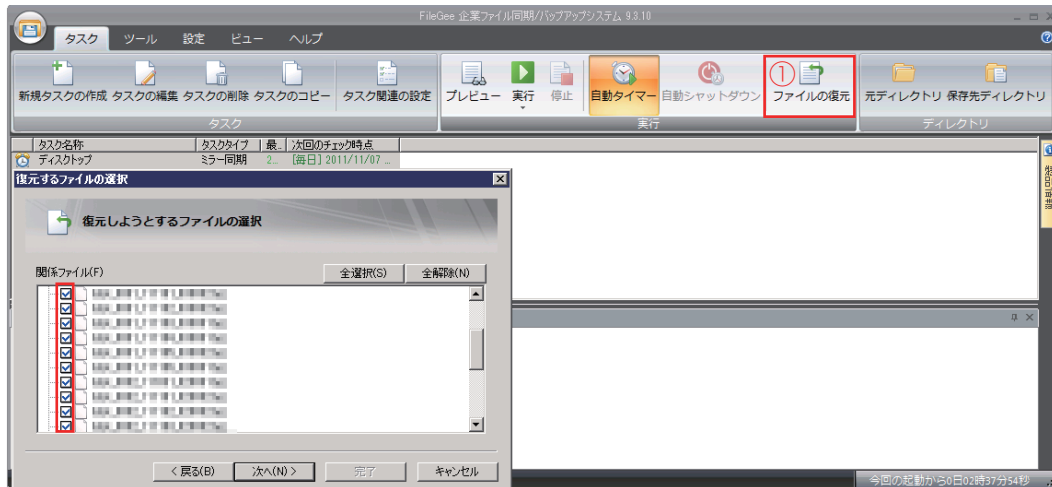 FileGee 企業ファイル同期/バップアップシステム 9.3.10
タスク ツール 設定 ビュー ヘルプ
① 
新規タスクの作成 タスクの編集 タスクの削除 タスクのコピー タスク関連の設定 プレビュー 実行 停止 自動タイマー 自動シャットダウン ファイルの復元 元ディレクトリ 保存先ディレクトリ
タスク 実行 ディレクトリ
タスク名称 タスクタイプ 最.. 次回のチェック時点
ディスクトップ ミラー同期 2... [毎日] 2011/11/07 ...
製品情報
復元するファイルの選択
復元しようとするファイルの選択
関係ファイル(F) 全選択(S) 全解除(N)
< 戻る(B) 次へ(N) > 完了 キャンセル
今回の起動から0日02時37分54秒